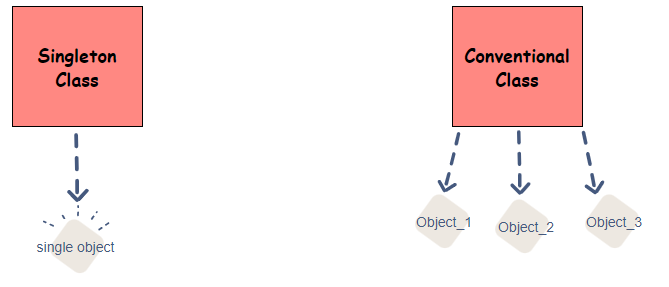 Singleton
Class
Conventional
Class
single object
Object_1
Object_2
Object_3